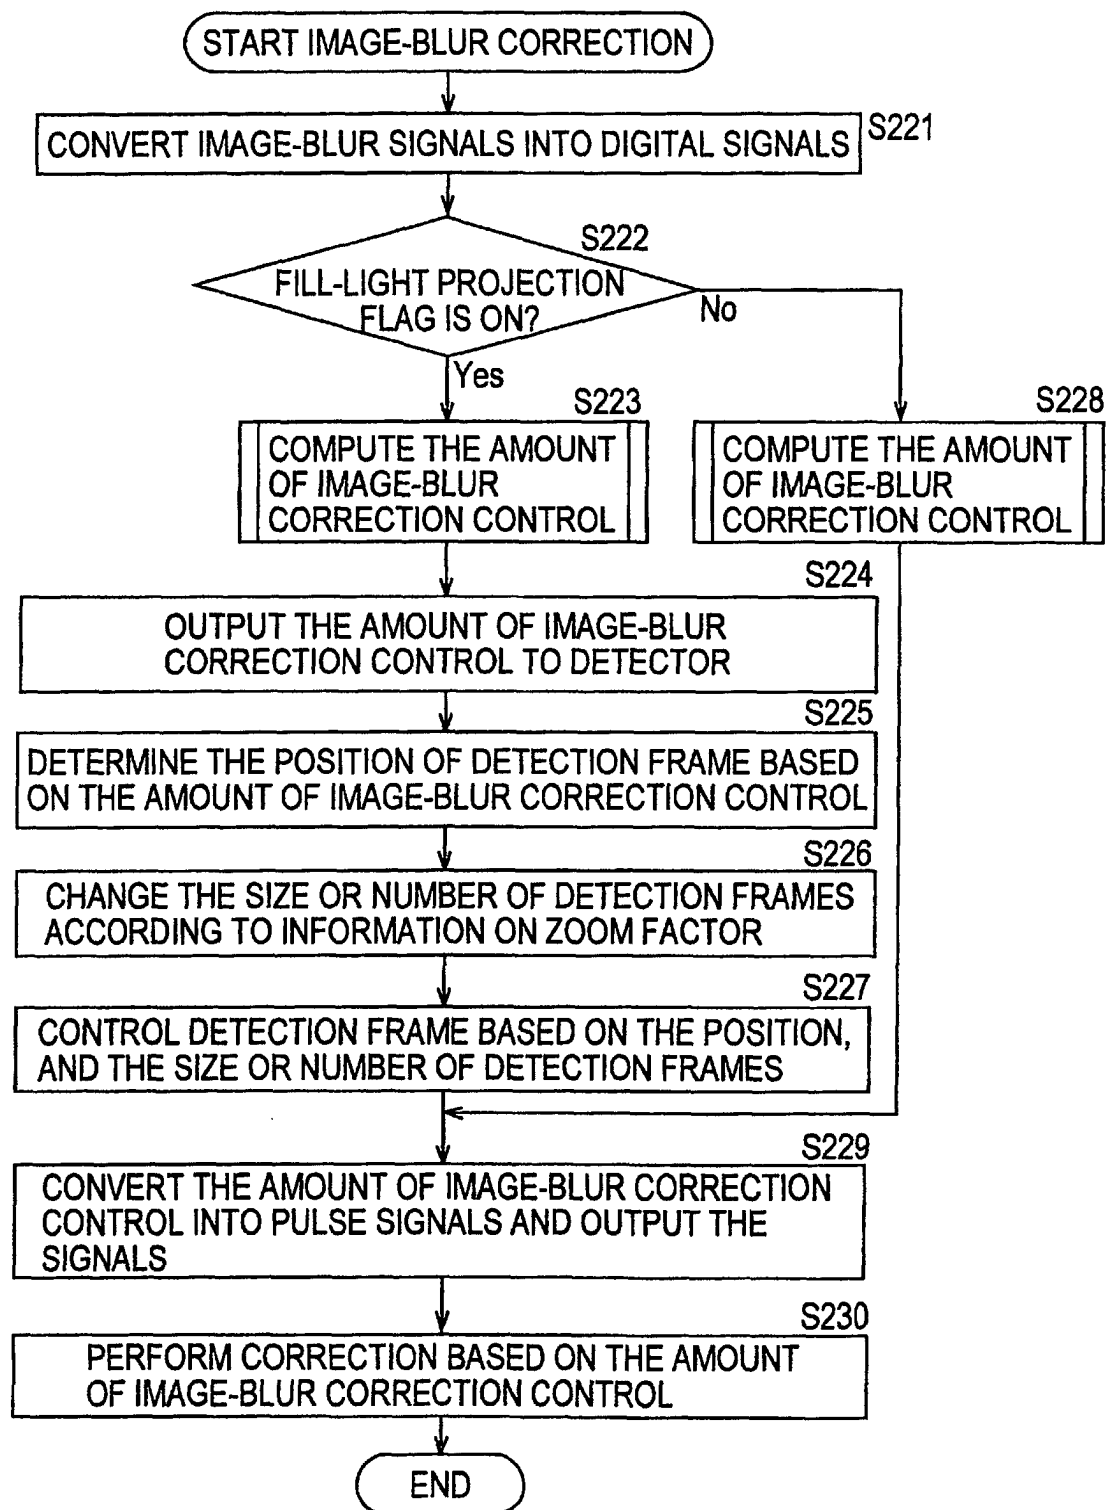 START IMAGE-BLUR CORRECTION
S221
CONVERT IMAGE-BLUR SIGNALS INTO DIGITAL SIGNALS
S222
FILL-LIGHT PROJECTION
FLAG IS ON?
No
Yes
S223
COMPUTE THE AMOUNT
OF IMAGE-BLUR
CORRECTION CONTROL
S228
COMPUTE THE AMOUNT
OF IMAGE-BLUR
CORRECTION CONTROL
S224
OUTPUT THE AMOUNT OF IMAGE-BLUR
CORRECTION CONTROL TO DETECTOR
S225
DETERMINE THE POSITION OF DETECTION FRAME BASED
ON THE AMOUNT OF IMAGE-BLUR CORRECTION CONTROL
S226
CHANGE THE SIZE OR NUMBER OF DETECTION FRAMES
ACCORDING TO INFORMATION ON ZOOM FACTOR
S227
CONTROL DETECTION FRAME BASED ON THE POSITION,
AND THE SIZE OR NUMBER OF DETECTION FRAMES
S229
CONVERT THE AMOUNT OF IMAGE-BLUR CORRECTION
CONTROL INTO PULSE SIGNALS AND OUTPUT THE
SIGNALS
S230
PERFORM CORRECTION BASED ON THE AMOUNT
OF IMAGE-BLUR CORRECTION CONTROL
END